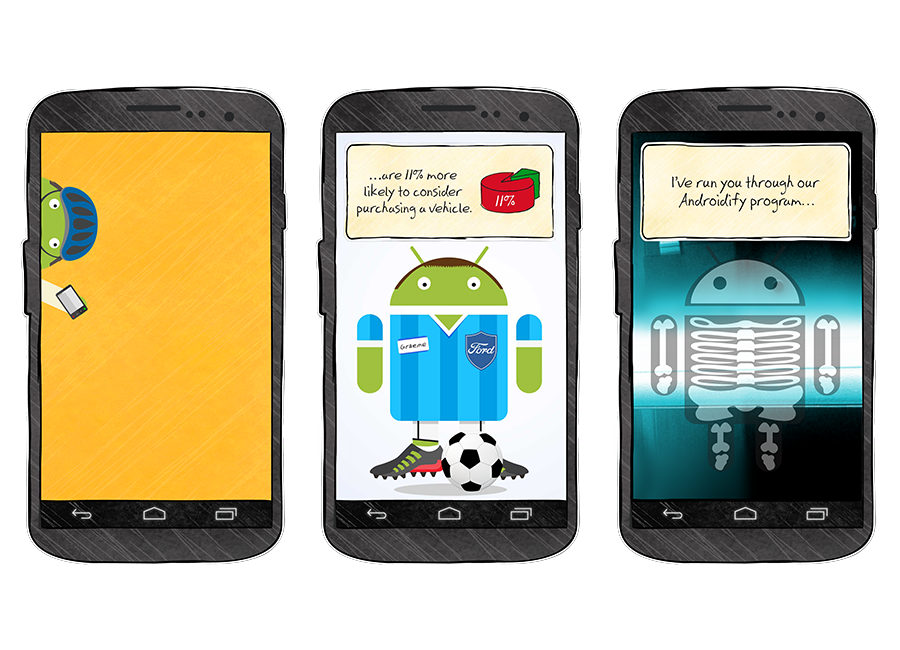 ...are 11% more
likely to consider
purchasing a vehicle.
11%
Graeme
Ford
I've run you through our
Androidify program...